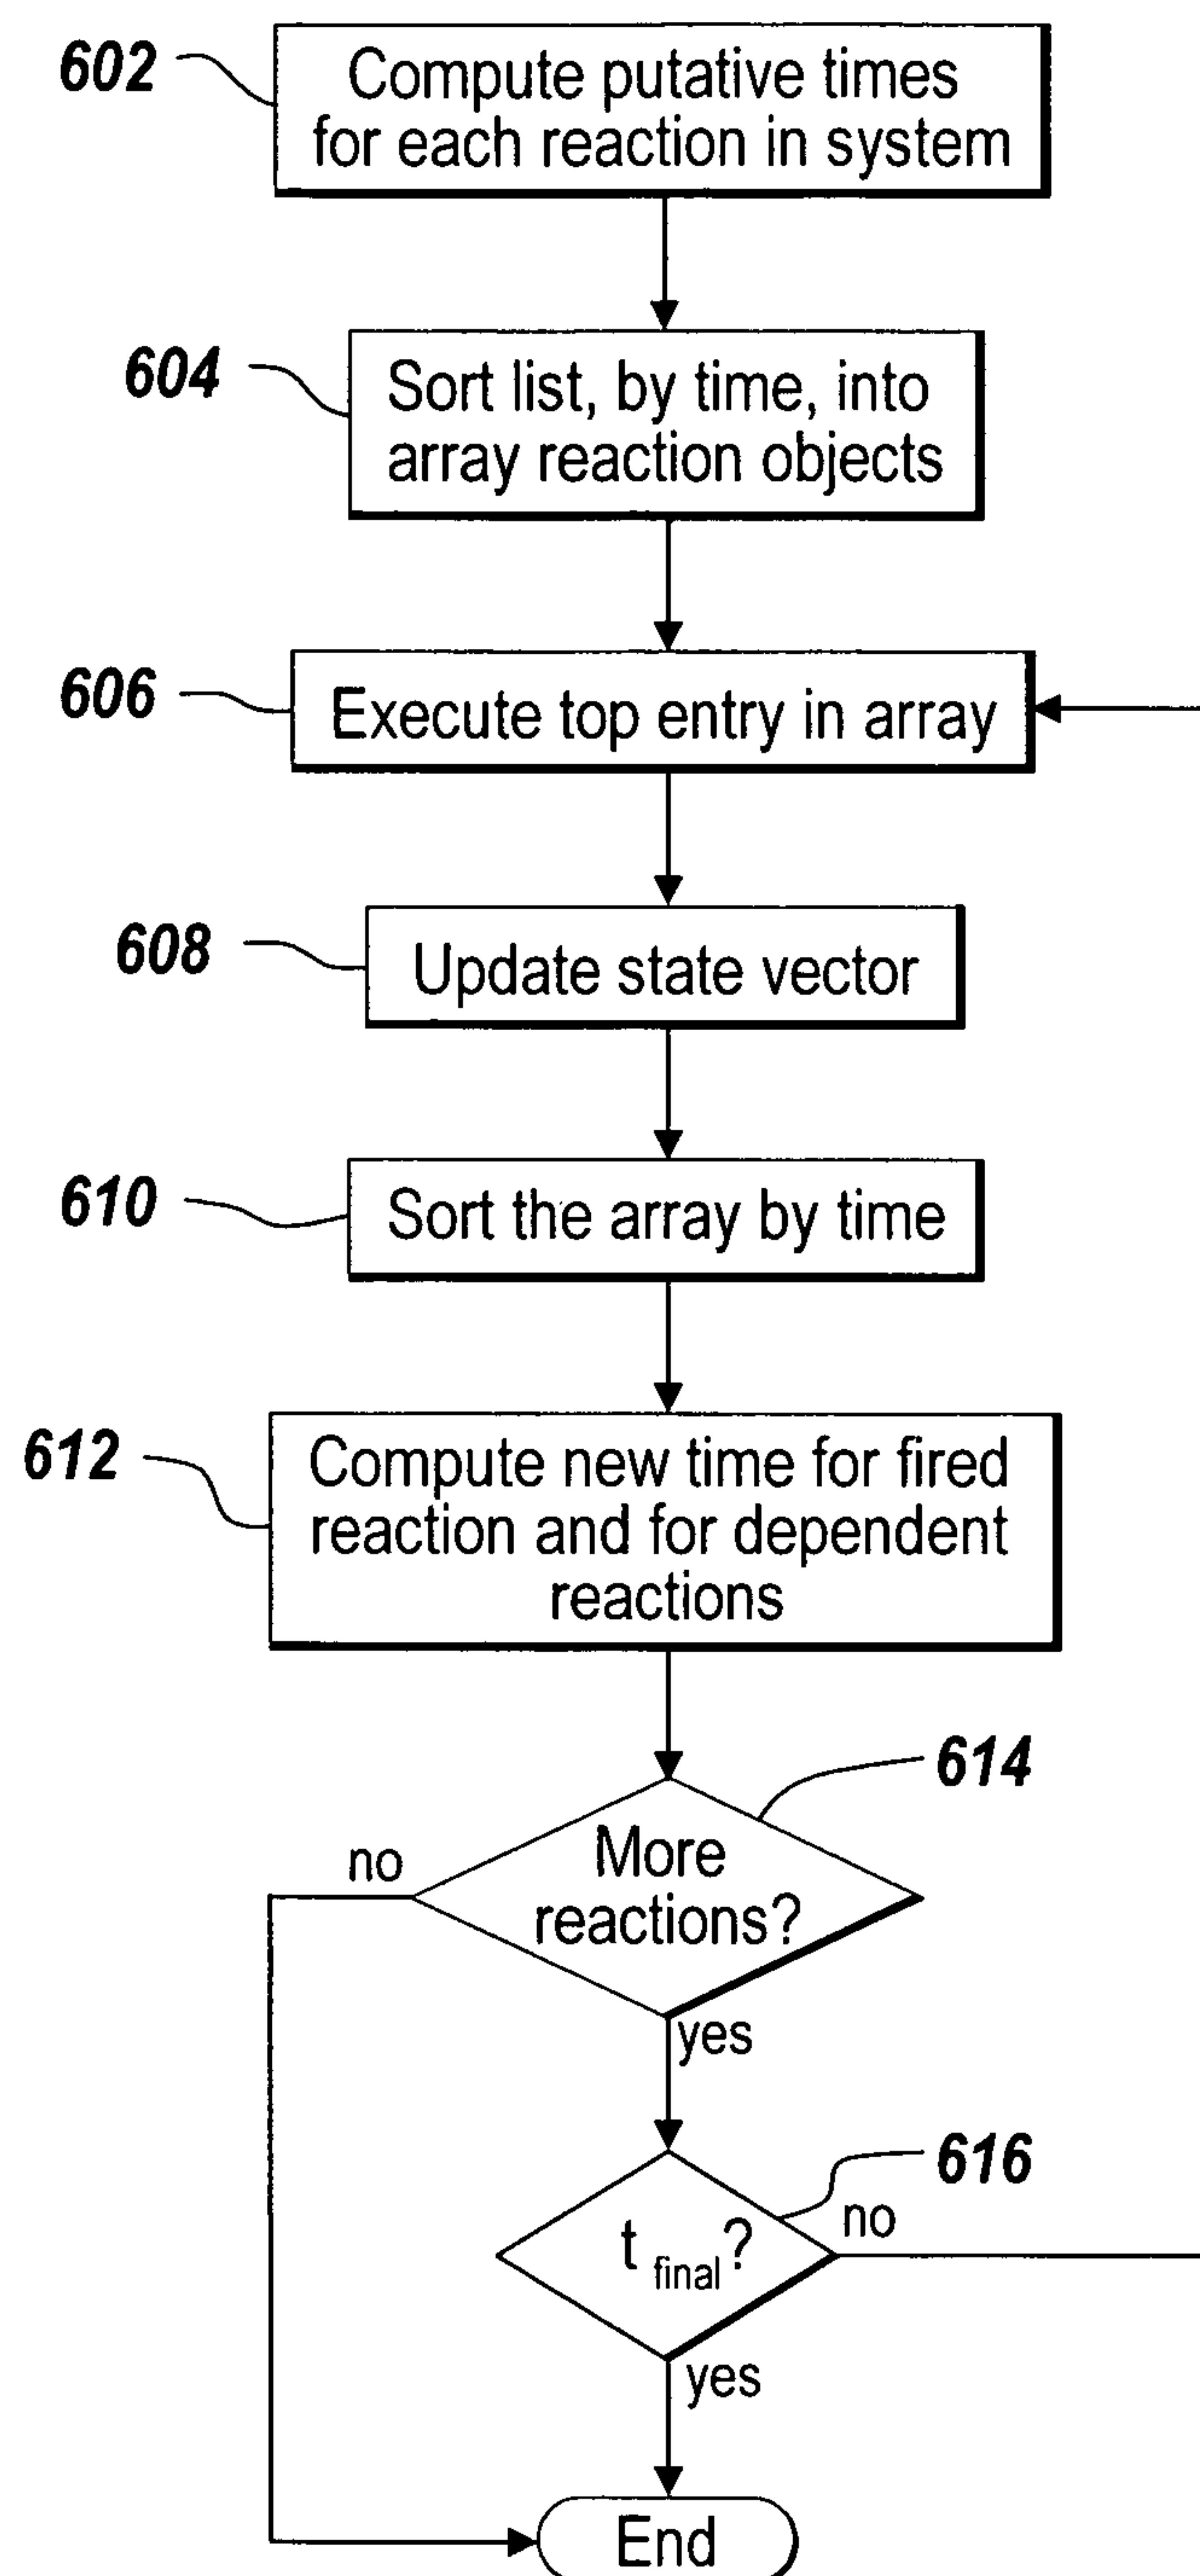 602
Compute putative times
for each reaction in system
604
Sort list, by time, into
array reaction objects
606
Execute top entry in array
608
Update state vector
610
Sort the array by time
612
Compute new time for fired
reaction and for dependent
reactions
614
More
reactions?
no
yes
616
t final?
no
yes
End